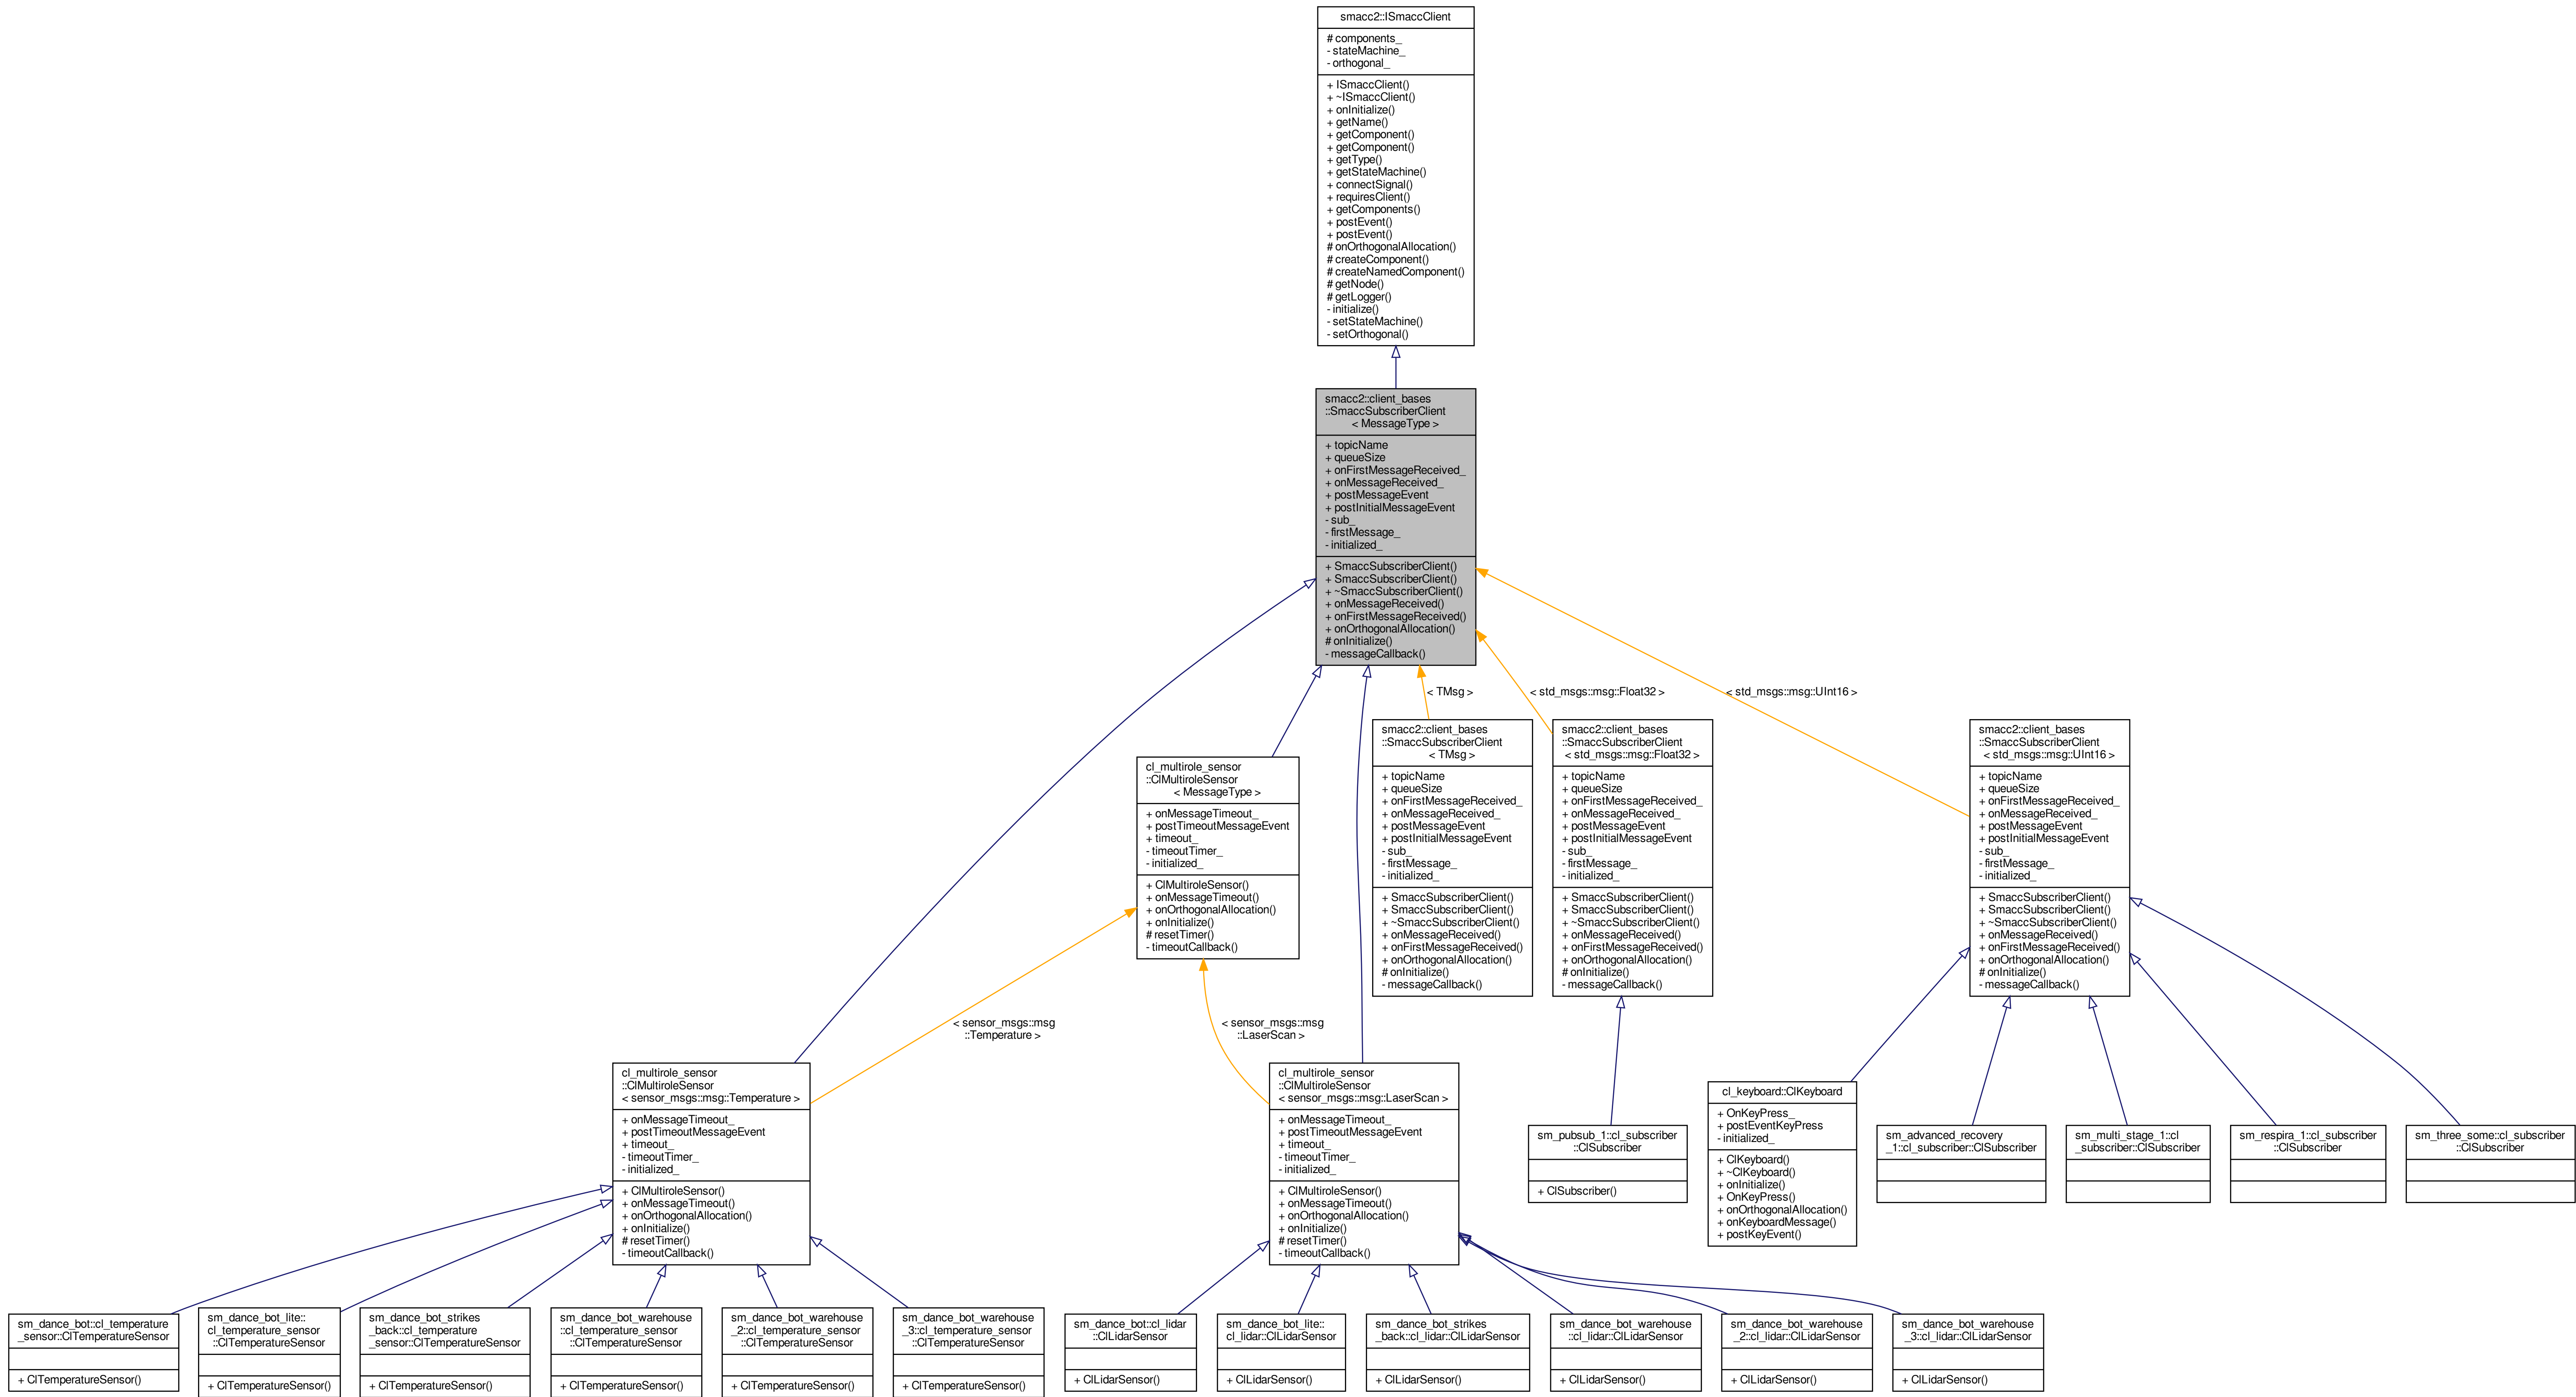 smacc2::ISmaccClient
# components_
- stateMachine_
- orthogonal_
+ ISmaccClient()
+ ~ISmaccClient()
+ onInitialize()
+ getName()
+ getComponent()
+ getComponent()
+ getType()
+ getStateMachine()
+ connectSignal()
+ requiresClient()
+ getComponents()
+ postEvent()
+ postEvent()
# onOrthogonalAllocation()
# createComponent()
# createNamedComponent()
# getNode()
# getLogger()
- initialize()
- setStateMachine()
- setOrthogonal()
smacc2::client_bases
::SmaccSubscriberClient
< MessageType >
+ topicName
+ queueSize
+ onFirstMessageReceived_
+ onMessageReceived_
+ postMessageEvent
+ postInitialMessageEvent
- sub_
- firstMessage_
- initialized_
+ SmaccSubscriberClient()
+ SmaccSubscriberClient()
+ ~SmaccSubscriberClient()
+ onMessageReceived()
+ onFirstMessageReceived()
+ onOrthogonalAllocation()
# onInitialize()
- messageCallback()
< TMsg >
< std_msgs::msg::Float32 >
< std_msgs::msg::UInt16 >
cl_multirole_sensor
::ClMultiroleSensor
< MessageType >
+ onMessageTimeout_
+ postTimeoutMessageEvent
+ timeout_
- timeoutTimer_
- initialized_
+ ClMultiroleSensor()
+ onMessageTimeout()
+ onOrthogonalAllocation()
+ onInitialize()
# resetTimer()
- timeoutCallback()
smacc2::client_bases
::SmaccSubscriberClient
< TMsg >
+ topicName
+ queueSize
+ onFirstMessageReceived_
+ onMessageReceived_
+ postMessageEvent
+ postInitialMessageEvent
- sub_
- firstMessage_
- initialized_
+ SmaccSubscriberClient()
+ SmaccSubscriberClient()
+ ~SmaccSubscriberClient()
+ onMessageReceived()
+ onFirstMessageReceived()
+ onOrthogonalAllocation()
# onInitialize()
- messageCallback()
smacc2::client_bases
::SmaccSubscriberClient
< std_msgs::msg::Float32 >
+ topicName
+ queueSize
+ onFirstMessageReceived_
+ onMessageReceived_
+ postMessageEvent
+ postInitialMessageEvent
- sub_
- firstMessage_
- initialized_
+ SmaccSubscriberClient()
+ SmaccSubscriberClient()
+ ~SmaccSubscriberClient()
+ onMessageReceived()
+ onFirstMessageReceived()
+ onOrthogonalAllocation()
# onInitialize()
- messageCallback()
smacc2::client_bases
::SmaccSubscriberClient
< std_msgs::msg::UInt16 >
+ topicName
+ queueSize
+ onFirstMessageReceived_
+ onMessageReceived_
+ postMessageEvent
+ postInitialMessageEvent
- sub_
- firstMessage_
- initialized_
+ SmaccSubscriberClient()
+ SmaccSubscriberClient()
+ ~SmaccSubscriberClient()
+ onMessageReceived()
+ onFirstMessageReceived()
+ onOrthogonalAllocation()
# onInitialize()
- messageCallback()
< sensor_msgs::msg
::Temperature >
< sensor_msgs::msg
::LaserScan >
cl_multirole_sensor
::ClMultiroleSensor
< sensor_msgs::msg::Temperature >
+ onMessageTimeout_
+ postTimeoutMessageEvent
+ timeout_
- timeoutTimer_
- initialized_
+ ClMultiroleSensor()
+ onMessageTimeout()
+ onOrthogonalAllocation()
+ onInitialize()
# resetTimer()
- timeoutCallback()
cl_multirole_sensor
::ClMultiroleSensor
< sensor_msgs::msg::LaserScan >
+ onMessageTimeout_
+ postTimeoutMessageEvent
+ timeout_
- timeoutTimer_
- initialized_
+ ClMultiroleSensor()
+ onMessageTimeout()
+ onOrthogonalAllocation()
+ onInitialize()
# resetTimer()
- timeoutCallback()
sm_pubsub_1::cl_subscriber
::ClSubscriber
+ ClSubscriber()
cl_keyboard::ClKeyboard
+ OnKeyPress_
+ postEventKeyPress
- initialized_
+ ClKeyboard()
+ ~ClKeyboard()
+ onInitialize()
+ OnKeyPress()
+ onOrthogonalAllocation()
+ onKeyboardMessage()
+ postKeyEvent()
sm_advanced_recovery
_1::cl_subscriber::ClSubscriber
sm_multi_stage_1::cl
_subscriber::ClSubscriber
sm_respira_1::cl_subscriber
::ClSubscriber
sm_three_some::cl_subscriber
::ClSubscriber
sm_dance_bot::cl_temperature
_sensor::ClTemperatureSensor
+ ClTemperatureSensor()
sm_dance_bot_lite::
cl_temperature_sensor
::ClTemperatureSensor
+ ClTemperatureSensor()
sm_dance_bot_strikes
_back::cl_temperature
_sensor::ClTemperatureSensor
+ ClTemperatureSensor()
sm_dance_bot_warehouse
::cl_temperature_sensor
::ClTemperatureSensor
+ ClTemperatureSensor()
sm_dance_bot_warehouse
_2::cl_temperature_sensor
::ClTemperatureSensor
+ ClTemperatureSensor()
sm_dance_bot_warehouse
_3::cl_temperature_sensor
::ClTemperatureSensor
+ ClTemperatureSensor()
sm_dance_bot::cl_lidar
::ClLidarSensor
+ ClLidarSensor()
sm_dance_bot_lite::
cl_lidar::ClLidarSensor
+ ClLidarSensor()
sm_dance_bot_strikes
_back::cl_lidar::ClLidarSensor
+ ClLidarSensor()
sm_dance_bot_warehouse
::cl_lidar::ClLidarSensor
+ ClLidarSensor()
sm_dance_bot_warehouse
_2::cl_lidar::ClLidarSensor
+ ClLidarSensor()
sm_dance_bot_warehouse
_3::cl_lidar::ClLidarSensor
+ ClLidarSensor()